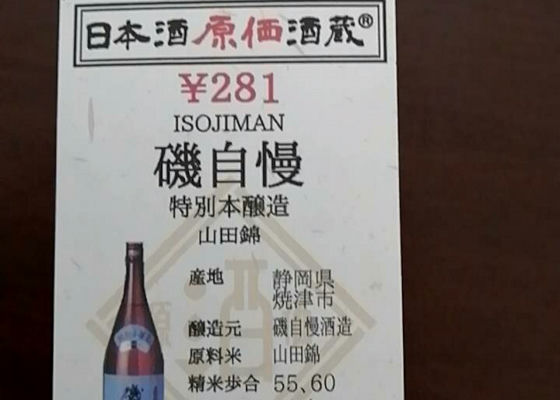 日本酒原価酒蔵®
¥281
ISOJIMAN
磯自慢
特別本醸造
山田錦
産地 静岡県
焼津市
醸造元 磯自慢酒造
原料米 山田錦
精米歩合 55、60